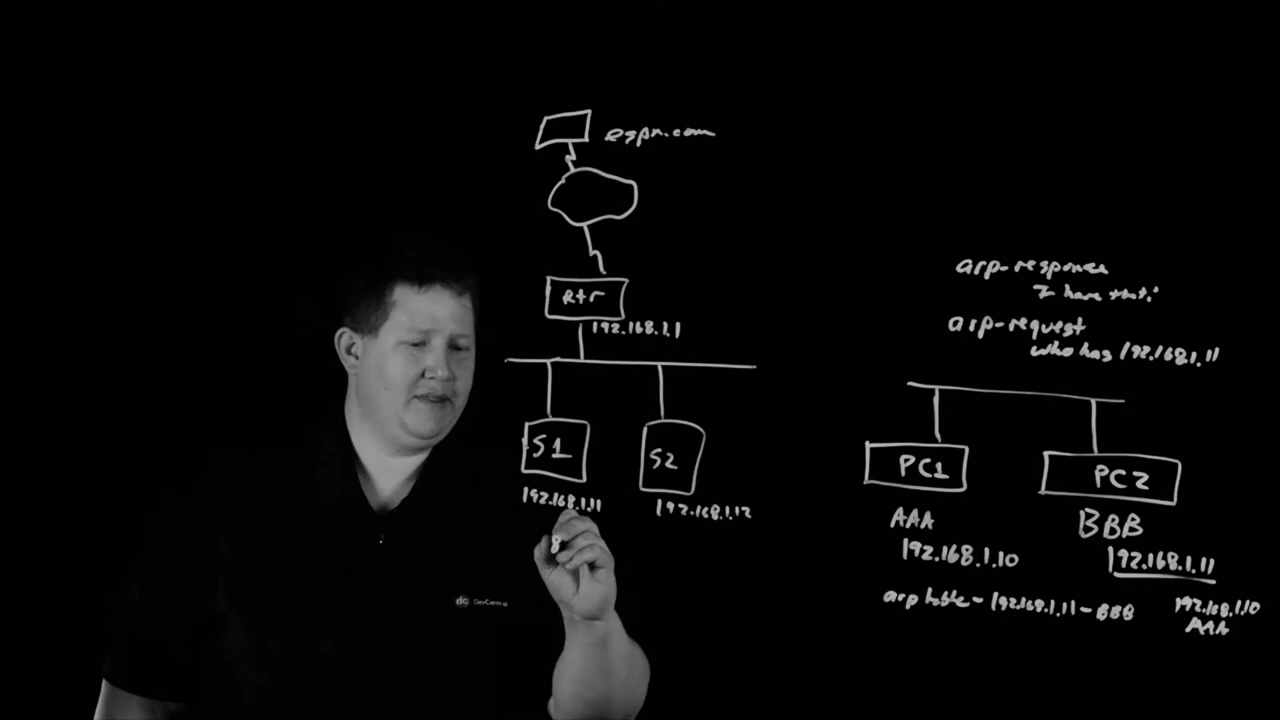 espn.com
Rtr
192.168.1.1
S1
S2
192.168.1.11
192.168.1.12
DevCentral
arp-response
I have that!
arp-request
who has 192.168.1.11
PC1
PC2
AAA
BBB
192.168.1.10
192.168.1.11
arp table - 192.168.1.11 - BBB
192.168.1.10
AAA